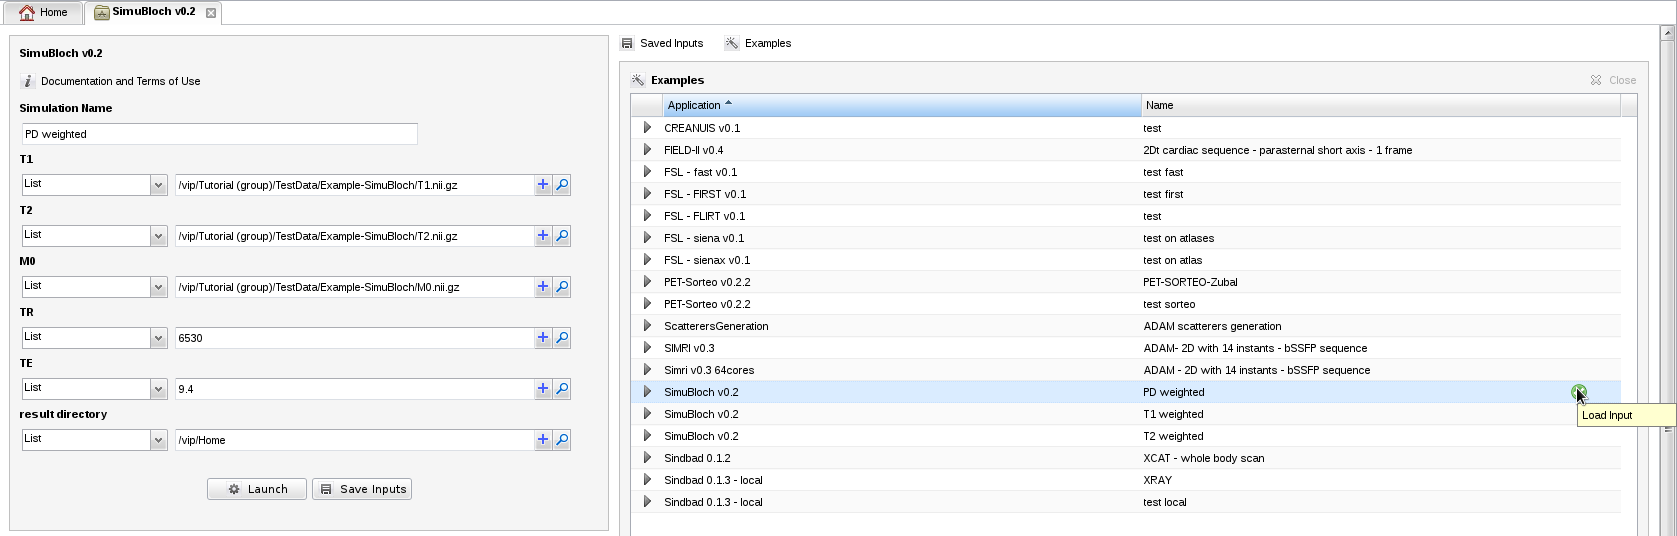 Home
SimuBloch v0.2
SimuBloch v0.2
Documentation and Terms of Use
Simulation Name
PD weighted
T1
List /vip/Tutorial (group)/TestData/Example-SimuBloch/T1.nii.gz
T2
List /vip/Tutorial (group)/TestData/Example-SimuBloch/T2.nii.gz
M0
List /vip/Tutorial (group)/TestData/Example-SimuBloch/M0.nii.gz
TR
List 6530
TE
List 9.4
result directory
List /vip/Home
Launch Save Inputs
Saved Inputs Examples
Examples Close
Application Name
CREANUIS v0.1 test
FIELD-II v0.4 2Dt cardiac sequence - parasternal short axis - 1 frame
FSL - fast v0.1 test fast
FSL - FIRST v0.1 test first
FSL - FLIRT v0.1 test
FSL - siena v0.1 test on atlases
FSL - sienax v0.1 test on atlas
PET-Sorteo v0.2.2 PET-SORTEO-Zubal
PET-Sorteo v0.2.2 test sorteo
ScatterersGeneration ADAM scatterers generation
SIMRI v0.3 ADAM- 2D with 14 instants - bSSFP sequence
Simri v0.3 64cores ADAM - 2D with 14 instants - bSSFP sequence
SimuBloch v0.2 PD weighted
Load Input
SimuBloch v0.2 T1 weighted
SimuBloch v0.2 T2 weighted
Sindbad 0.1.2 XCAT - whole body scan
Sindbad 0.1.3 - local XRAY
Sindbad 0.1.3 - local test local